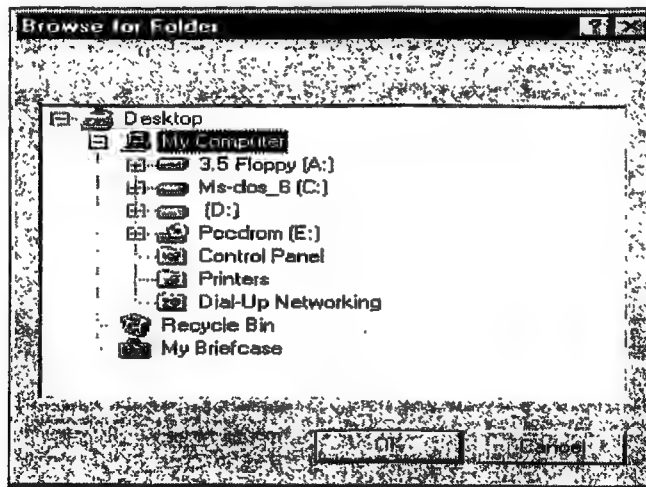 Browse for Folder
Desktop
My Computer
3.5 Floppy (A:)
Ms-dos_6 (C:)
(D:)
Pccdrom (E:)
Control Panel
Printers
Dial-Up Networking
Recycle Bin
My Briefcase
OK
Cancel